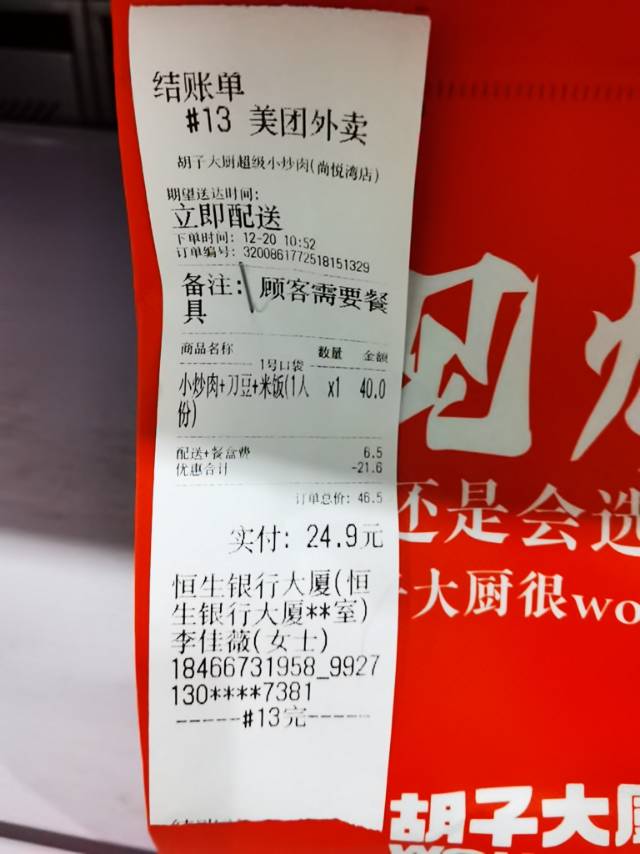 结账单
#13 美团外卖
胡子大厨超级小炒肉(尚悦湾店)
期望送达时间:
立即配送
下单时间: 12-20 10:52
订单编号: 3200861772518151329
备注: 顾客需要餐
具
商品名称 数量 金额
1号口袋
小炒肉+刀豆+米饭(1人 x1 40.0
份)
配送+餐盒费 6.5
优惠合计 -21.6
订单总价: 46.5
实付: 24.9元
恒生银行大厦(恒
生银行大厦**室)
李佳薇(女士)
18466731958_9927
130****7381
------#13完------
还是会选
大厨很wo
胡子大厨